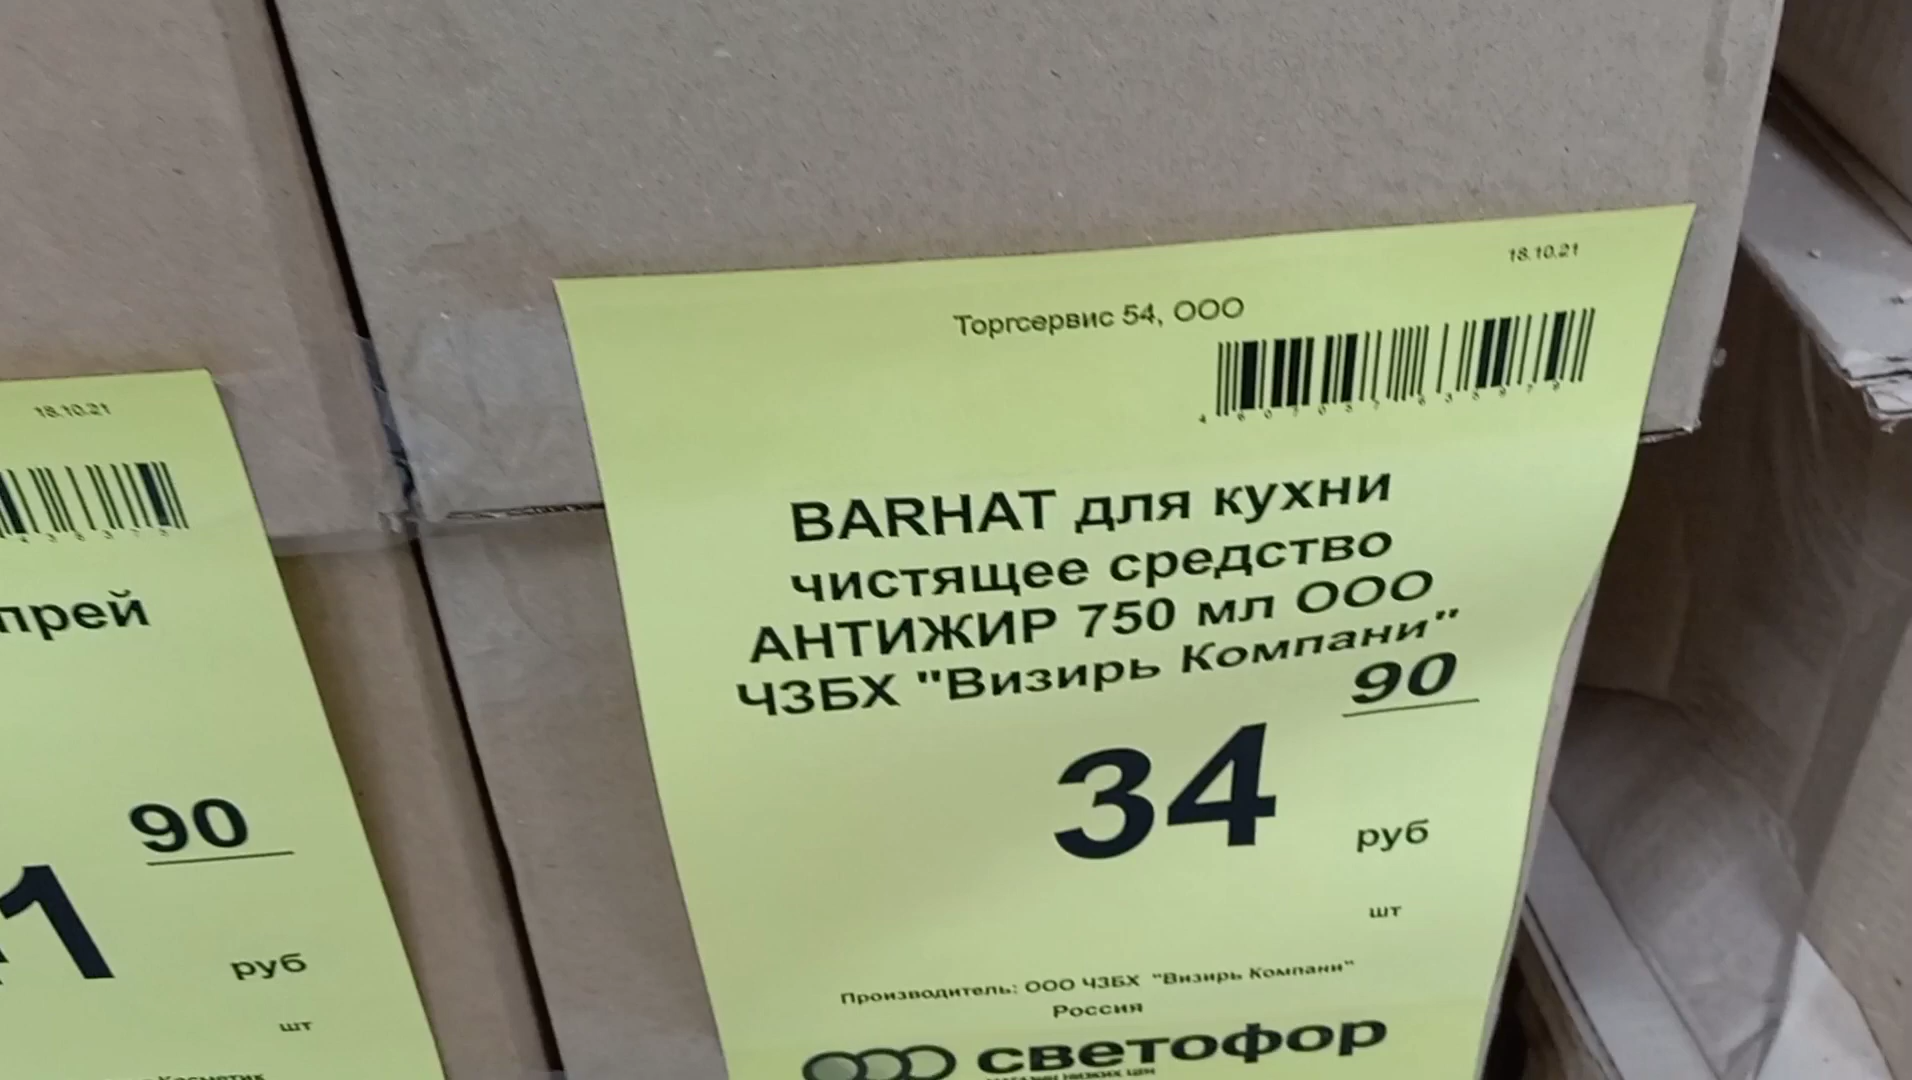 18.10.21
прей
90
1
руб
шт
18.10.21
Торгсервис 54, ООО
BARHAT для кухни
чистящее средство
АНТИЖИР 750 мл ООО
ЧЗБХ "Визирь Компани"
90
34
руб
шт
Производитель: ООО ЧЗБХ "Визирь Компани"
Россия
светофор